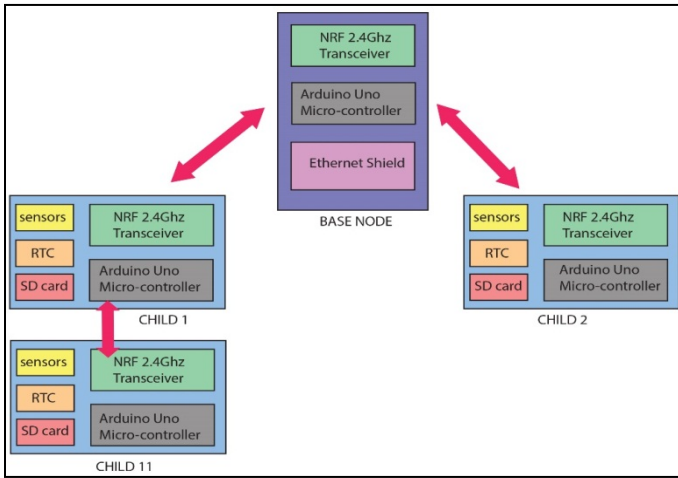 NRF 2.4Ghz
Transceiver
Arduino Uno
Micro-controller
Ethernet Shield
BASE NODE
sensors
RTC
SD card
NRF 2.4Ghz
Transceiver
Arduino Uno
Micro-controller
CHILD 1
sensors
RTC
SD card
NRF 2.4Ghz
Transceiver
Arduino Uno
Micro-controller
CHILD 2
sensors
RTC
SD card
NRF 2.4Ghz
Transceiver
Arduino Uno
Micro-controller
CHILD 11